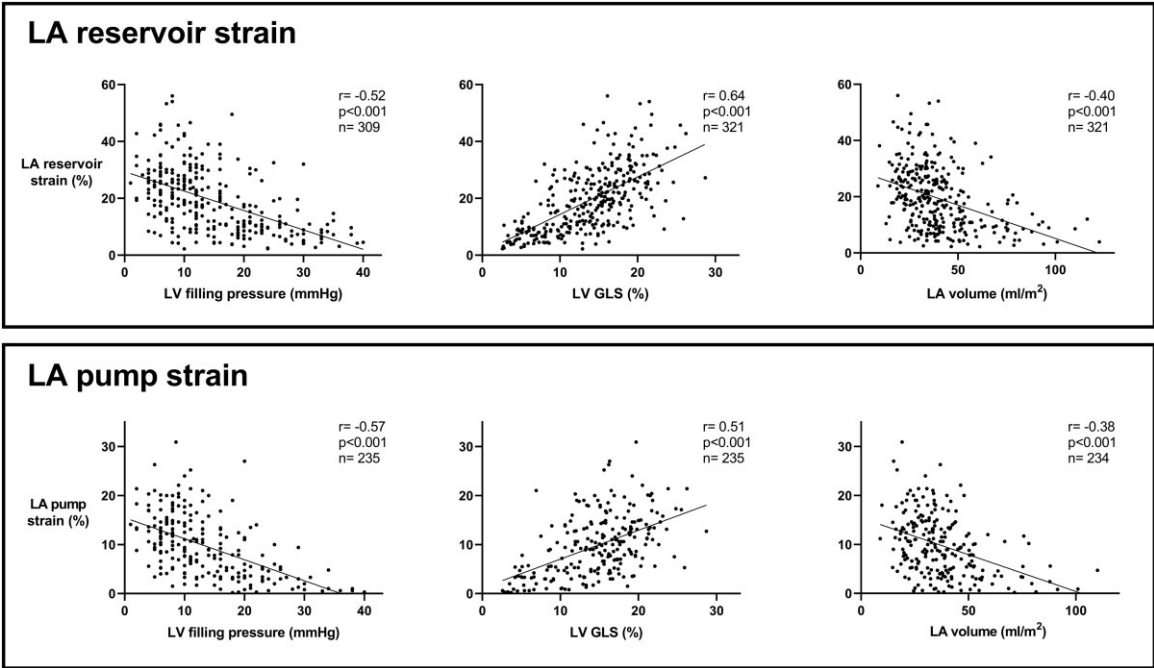 LA reservoir strain
LA reservoir
strain (%)
60
40
20
0
0 10 20 30 40
LV filling pressure (mmHg)
r= -0.52
p<0.001
n= 309
60
40
20
0
0 10 20 30
LV GLS (%)
r= 0.64
p<0.001
n= 321
60
40
20
0
0 50 100
LA volume (ml/m²)
r= -0.40
p<0.001
n= 321
LA pump strain
LA pump
strain (%)
30
20
10
0
0 10 20 30 40
LV filling pressure (mmHg)
r= -0.57
p<0.001
n= 235
30
20
10
0
0 10 20 30
LV GLS (%)
r= 0.51
p<0.001
n= 235
30
20
10
0
0 50 100
LA volume (ml/m²)
r= -0.38
p<0.001
n= 234